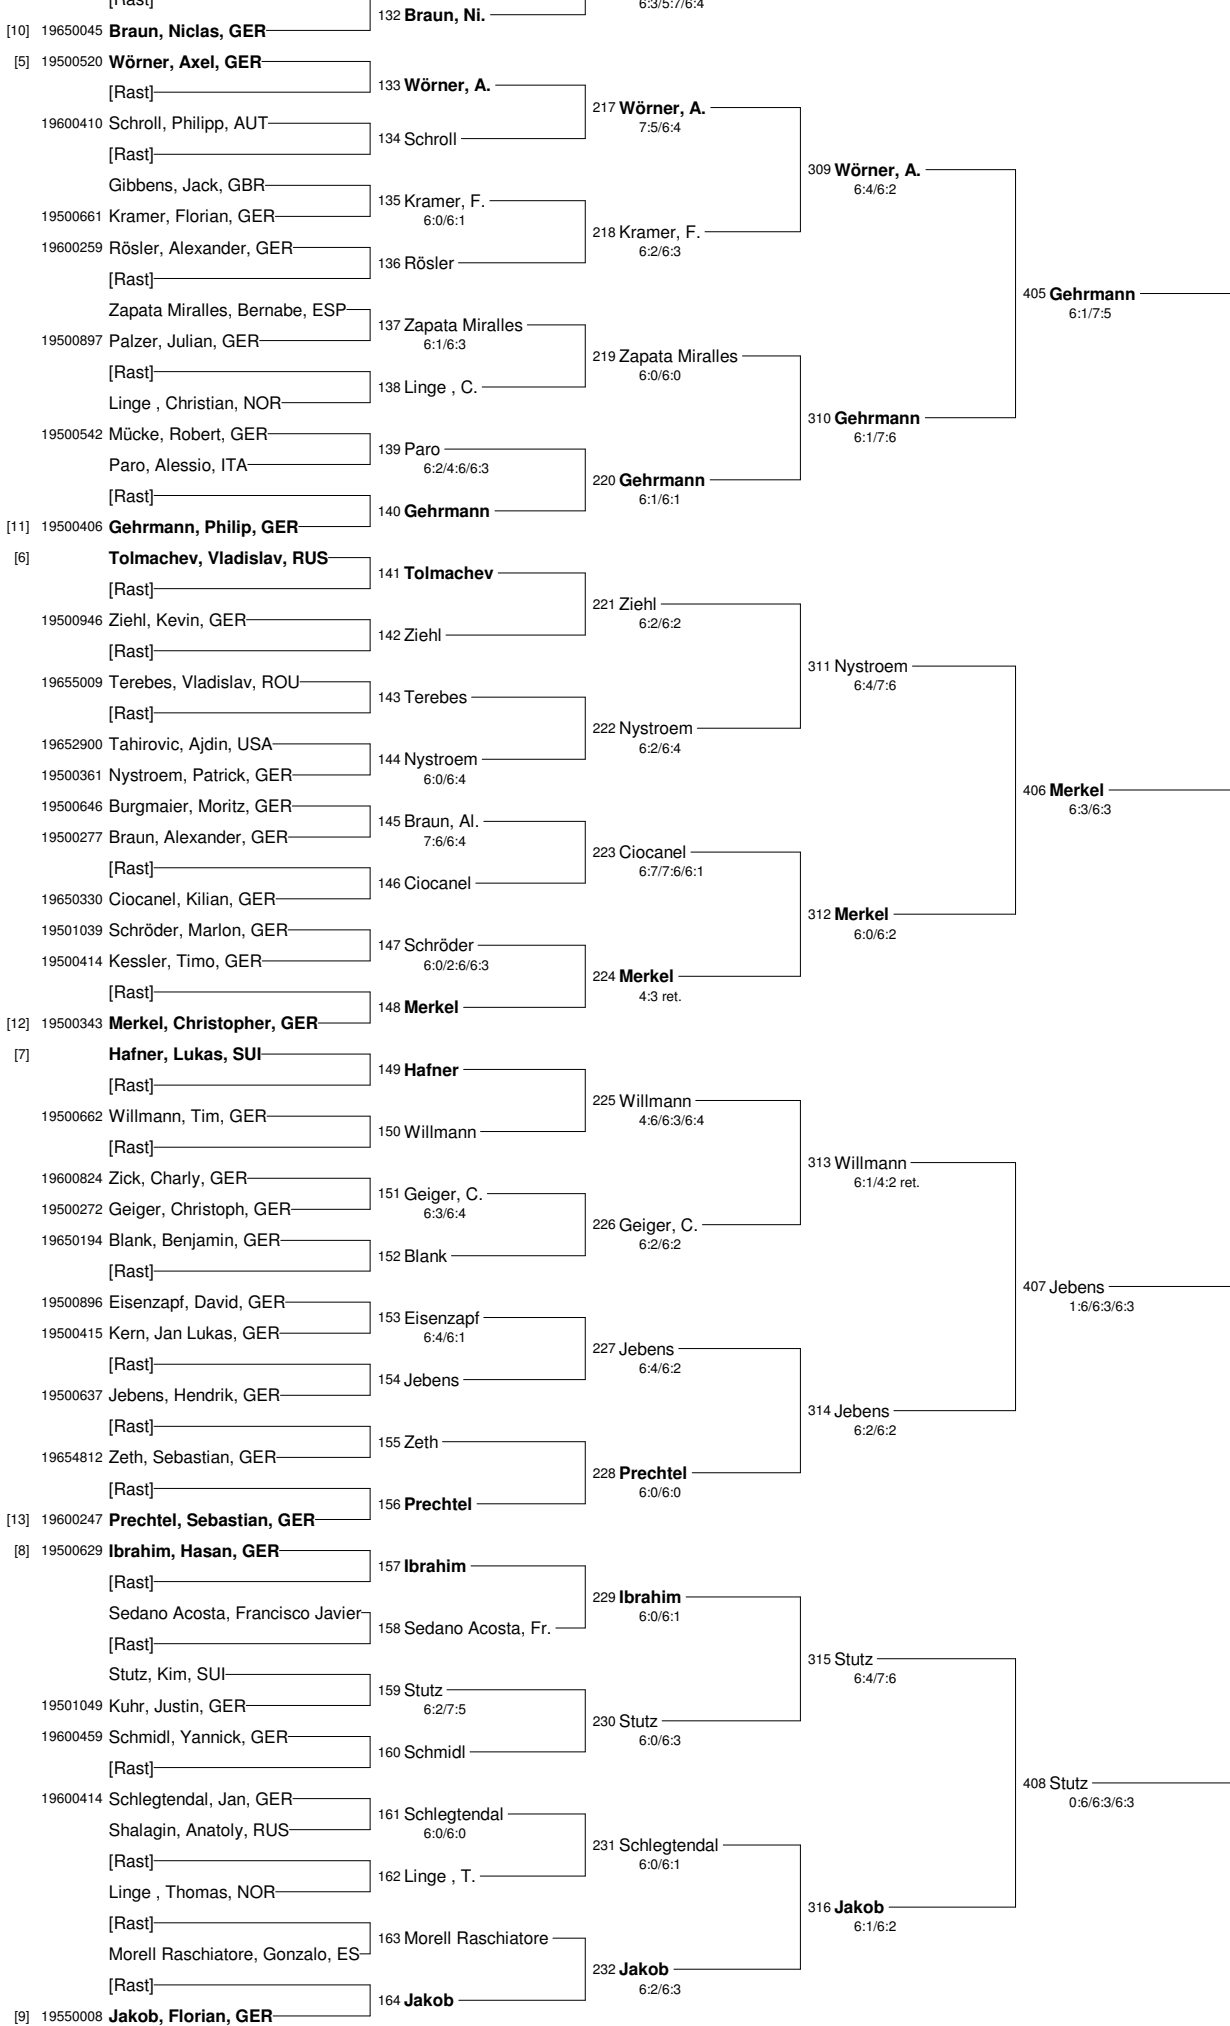 [Rast]
[10] 19650045 Braun, Niclas, GER
132 Braun, Ni.
6:3/5:7/6:4
[5] 19500520 Wörner, Axel, GER
[Rast]
133 Wörner, A.
19600410 Schroll, Philipp, AUT
[Rast]
134 Schroll
217 Wörner, A.
7:5/6:4
Gibbens, Jack, GBR
19500661 Kramer, Florian, GER
135 Kramer, F.
6:0/6:1
19600259 Rösler, Alexander, GER
[Rast]
136 Rösler
218 Kramer, F.
6:2/6:3
309 Wörner, A.
6:4/6:2
Zapata Miralles, Bernabe, ESP
19500897 Palzer, Julian, GER
137 Zapata Miralles
6:1/6:3
[Rast]
Linge , Christian, NOR
138 Linge , C.
219 Zapata Miralles
6:0/6:0
19500542 Mücke, Robert, GER
Paro, Alessio, ITA
139 Paro
6:2/4:6/6:3
[Rast]
[11] 19500406 Gehrmann, Philip, GER
140 Gehrmann
220 Gehrmann
6:1/6:1
310 Gehrmann
6:1/7:6
405 Gehrmann
6:1/7:5
[6] Tolmachev, Vladislav, RUS
[Rast]
141 Tolmachev
19500946 Ziehl, Kevin, GER
[Rast]
142 Ziehl
221 Ziehl
6:2/6:2
19655009 Terebes, Vladislav, ROU
[Rast]
143 Terebes
19652900 Tahirovic, Ajdin, USA
19500361 Nystroem, Patrick, GER
144 Nystroem
6:0/6:4
222 Nystroem
6:2/6:4
311 Nystroem
6:4/7:6
19500646 Burgmaier, Moritz, GER
19500277 Braun, Alexander, GER
145 Braun, Al.
7:6/6:4
[Rast]
19650330 Ciocanel, Kilian, GER
146 Ciocanel
223 Ciocanel
6:7/7:6/6:1
19501039 Schröder, Marlon, GER
19500414 Kessler, Timo, GER
147 Schröder
6:0/2:6/6:3
[Rast]
[12] 19500343 Merkel, Christopher, GER
148 Merkel
224 Merkel
4:3 ret.
312 Merkel
6:0/6:2
406 Merkel
6:3/6:3
[7] Hafner, Lukas, SUI
[Rast]
149 Hafner
19500662 Willmann, Tim, GER
[Rast]
150 Willmann
225 Willmann
4:6/6:3/6:4
19600824 Zick, Charly, GER
19500272 Geiger, Christoph, GER
151 Geiger, C.
6:3/6:4
19650194 Blank, Benjamin, GER
[Rast]
152 Blank
226 Geiger, C.
6:2/6:2
313 Willmann
6:1/4:2 ret.
19500896 Eisenzapf, David, GER
19500415 Kern, Jan Lukas, GER
153 Eisenzapf
6:4/6:1
[Rast]
19500637 Jebens, Hendrik, GER
154 Jebens
227 Jebens
6:4/6:2
[Rast]
19654812 Zeth, Sebastian, GER
155 Zeth
[Rast]
[13] 19600247 Prechtel, Sebastian, GER
156 Prechtel
228 Prechtel
6:0/6:0
314 Jebens
6:2/6:2
407 Jebens
1:6/6:3/6:3
[8] 19500629 Ibrahim, Hasan, GER
[Rast]
157 Ibrahim
Sedano Acosta, Francisco Javier
[Rast]
158 Sedano Acosta, Fr.
229 Ibrahim
6:0/6:1
Stutz, Kim, SUI
19501049 Kuhr, Justin, GER
159 Stutz
6:2/7:5
19600459 Schmidl, Yannick, GER
[Rast]
160 Schmidl
230 Stutz
6:0/6:3
315 Stutz
6:4/7:6
19600414 Schlegtendal, Jan, GER
Shalagin, Anatoly, RUS
161 Schlegtendal
6:0/6:0
[Rast]
Linge , Thomas, NOR
162 Linge , T.
231 Schlegtendal
6:0/6:1
[Rast]
Morell Raschiatore, Gonzalo, ES
163 Morell Raschiatore
[Rast]
[9] 19550008 Jakob, Florian, GER
164 Jakob
232 Jakob
6:2/6:3
316 Jakob
6:1/6:2
408 Stutz
0:6/6:3/6:3